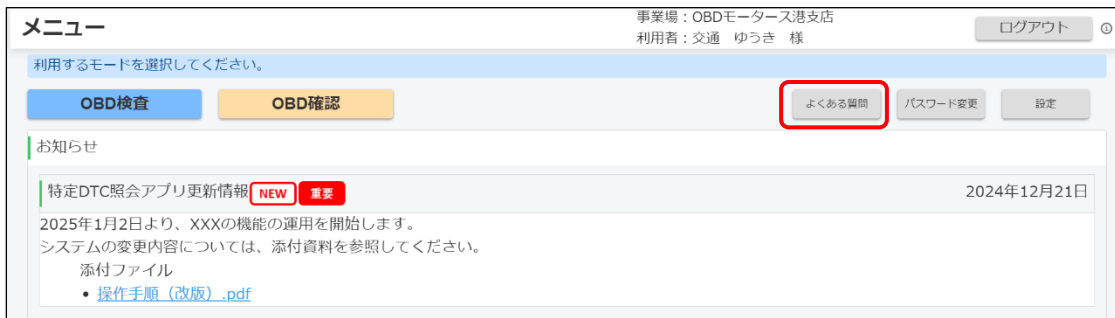 メニュー
事業場:OBDモータース港支店
利用者:交通 ゆうき 様
ログアウト
利用するモードを選択してください。
OBD検査
OBD確認
よくある質問
パスワード変更
設定
お知らせ
特定DTC照会アプリ更新情報 NEW 重要 2024年12月21日
2025年1月2日より、XXXの機能の運用を開始します。
システムの変更内容については、添付資料を参照してください。
添付ファイル
• 操作手順(改版).pdf